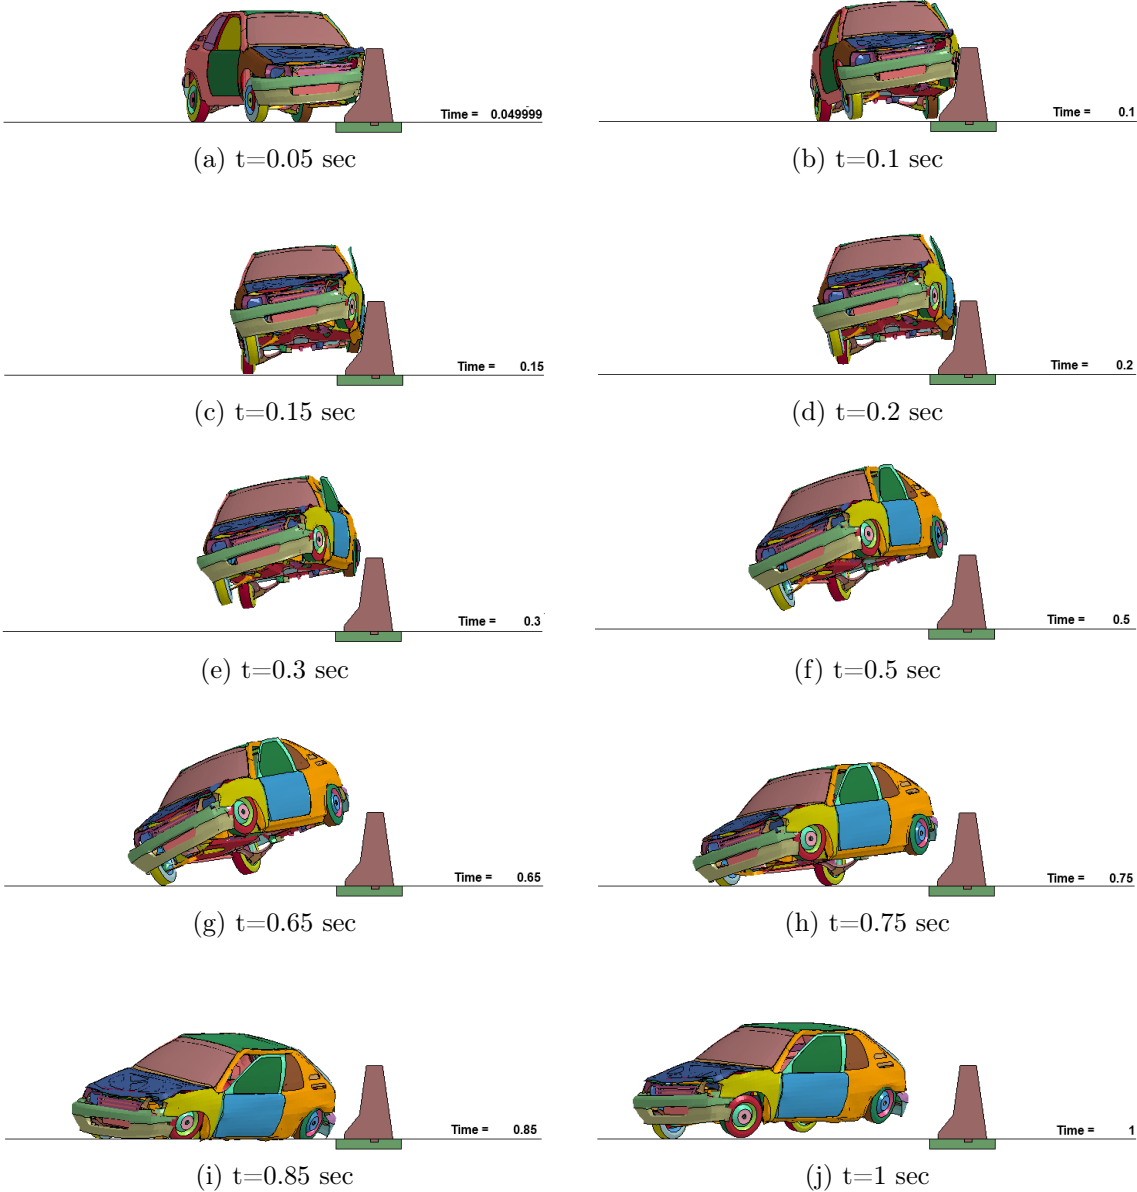 Time = 0.049999
Time = 0.1
(a) t=0.05 sec
(b) t=0.1 sec
Time = 0.15
Time = 0.2
(c) t=0.15 sec
(d) t=0.2 sec
Time = 0.3
Time = 0.5
(e) t=0.3 sec
(f) t=0.5 sec
Time = 0.65
Time = 0.75
(g) t=0.65 sec
(h) t=0.75 sec
Time = 0.85
Time = 1
(i) t=0.85 sec
(j) t=1 sec